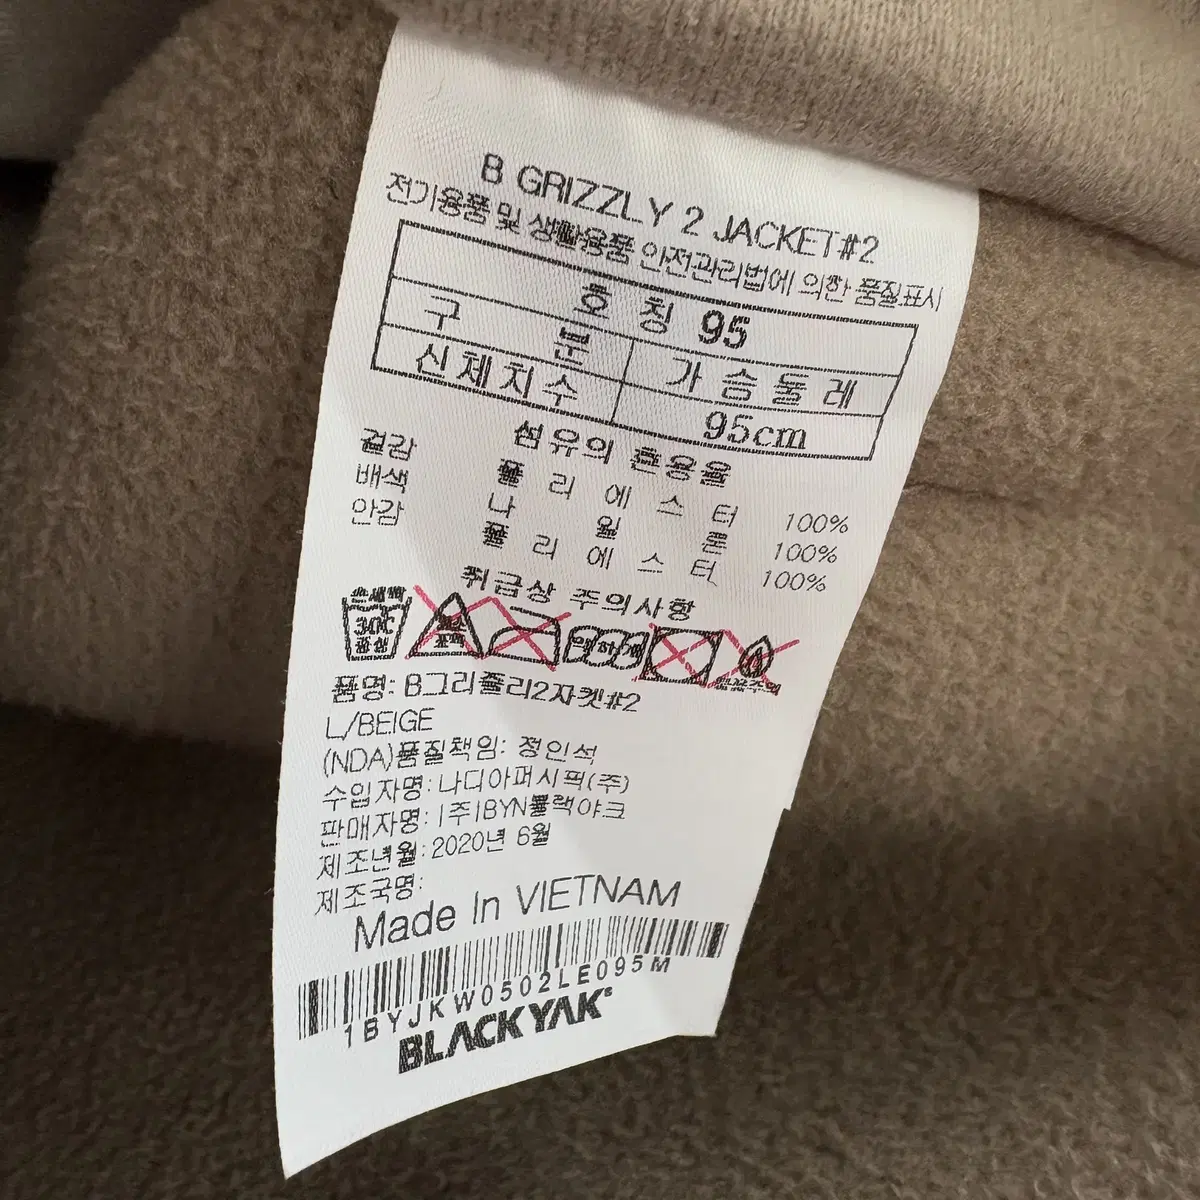 B GRIZZLY 2 JACKET#2
전기용품 및 생활용품 안전관리법에 의한 품질표시
호 칭 95
구 분 가슴둘레
신체지수 95cm
섬유의 혼용율
겉감 폴리에스터 100%
배색 나일론 100%
안감 폴리에스터 100%
취급상 주의사항
30℃
중성
약하게
품명: B그리즐리2자켓#2
L/BEIGE
(NDA)품질책임: 정인석
수입자명: 나디아퍼시픽(주)
판매자명: (주)BYN블랙야크
제조년월: 2020년 6월
제조국명:
Made In VIETNAM
1BYJKW0502LE095M
BLACKYAK